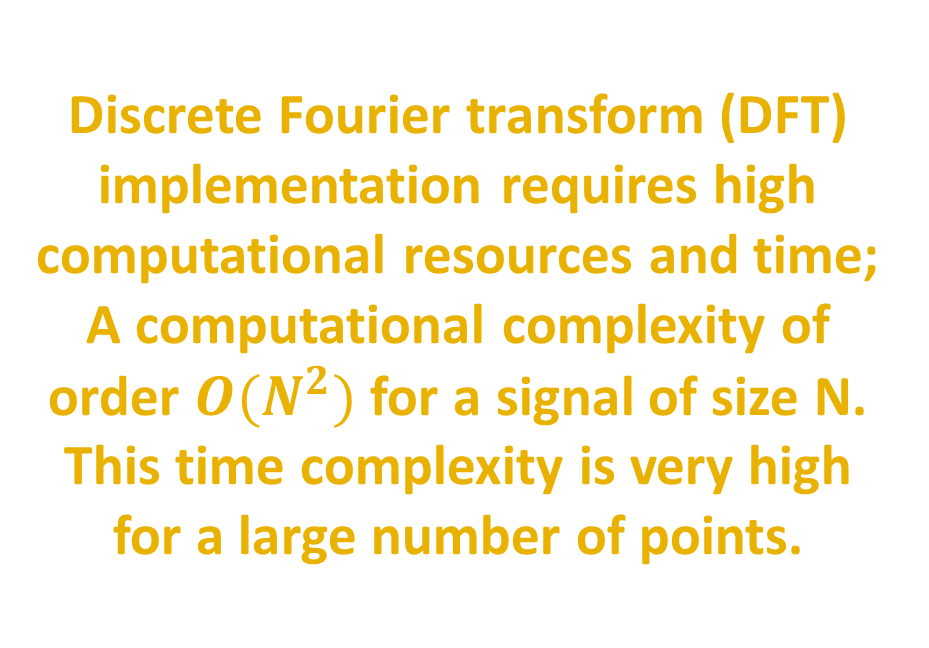 Discrete Fourier transform (DFT)
implementation requires high
computational resources and time;
A computational complexity of
order O(N²) for a signal of size N.
This time complexity is very high
for a large number of points.